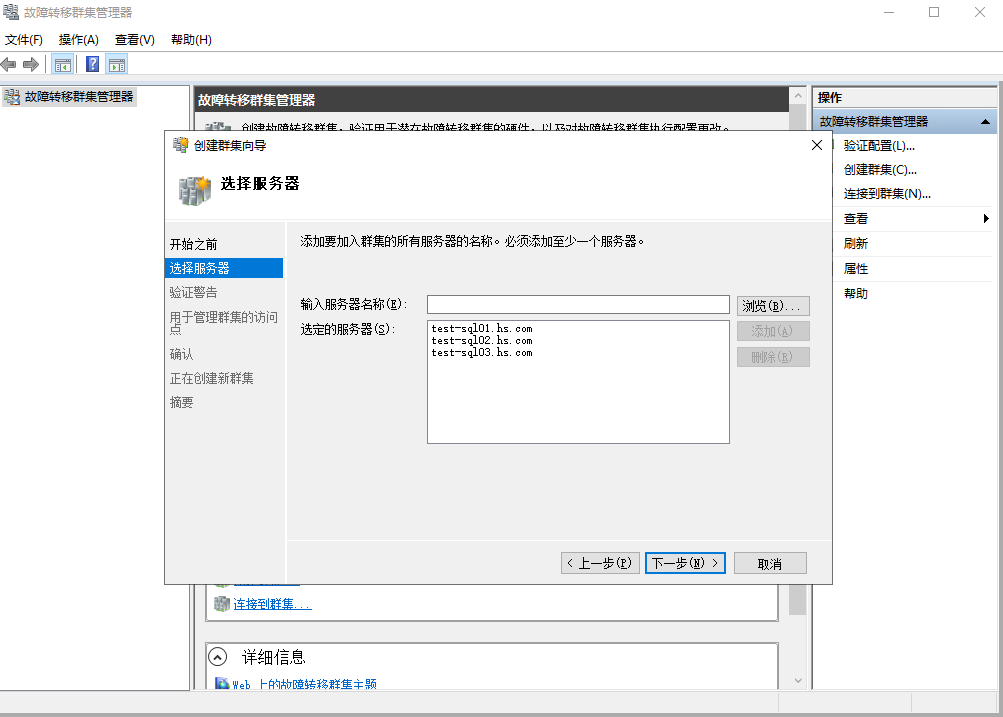 故障转移群集管理器
文件(F) 操作(A) 查看(V) 帮助(H)
故障转移群集管理器
故障转移群集管理器
创建故障转移群集，验证用于潜在故障转移群集的硬件，以及对故障转移群集执行配置更改。
创建群集向导
选择服务器
开始之前
选择服务器
验证警告
用于管理群集的访问
点
确认
正在创建新群集
摘要
添加要加入群集的所有服务器的名称。必须添加至少一个服务器。
输入服务器名称(E):
浏览(B)...
选定的服务器(S):
test-sql01.hs.com
test-sql02.hs.com
test-sql03.hs.com
添加(A)
删除(R)
< 上一步(P)
下一步(N) >
取消
连接到群集...
详细信息
Web 上的故障转移群集主题
操作
故障转移群集管理器
验证配置(L)...
创建群集(C)...
连接到群集(N)...
查看
刷新
属性
帮助